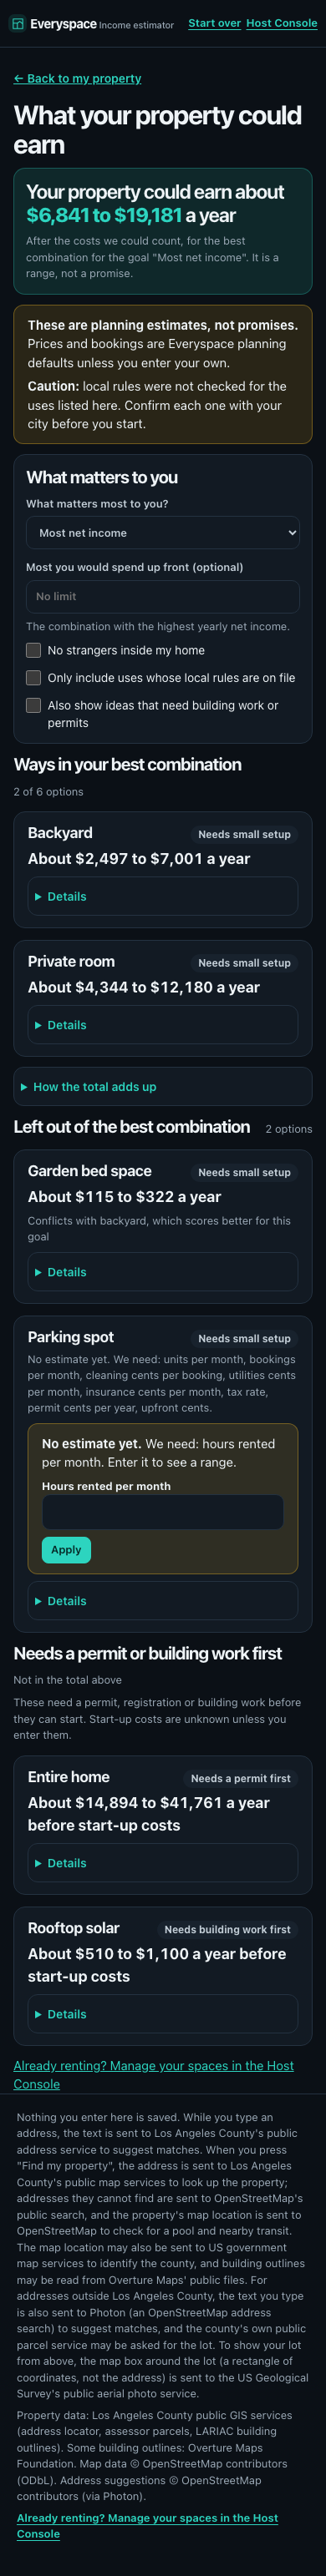 Everyspace Income estimator Start over Host Console
← Back to my property
What your property could
earn
Your property could earn about
$6,841 to $19,181 a year
After the costs we could count, for the best
combination for the goal "Most net income". It is a
range, not a promise.
These are planning estimates, not promises.
Prices and bookings are Everyspace planning
defaults unless you enter your own.
Caution: local rules were not checked for the
uses listed here. Confirm each one with your
city before you start.
What matters to you
What matters most to you?
Most net income
Most you would spend up front (optional)
No limit
The combination with the highest yearly net income.
No strangers inside my home
Only include uses whose local rules are on file
Also show ideas that need building work or
permits
Ways in your best combination
2 of 6 options
Backyard Needs small setup
About $2,497 to $7,001 a year
▶ Details
Private room Needs small setup
About $4,344 to $12,180 a year
▶ Details
▶ How the total adds up
Left out of the best combination 2 options
Garden bed space Needs small setup
About $115 to $322 a year
Conflicts with backyard, which scores better for this
goal
▶ Details
Parking spot Needs small setup
No estimate yet. We need: units per month, bookings
per month, cleaning cents per booking, utilities cents
per month, insurance cents per month, tax rate,
permit cents per year, upfront cents.
No estimate yet. We need: hours rented
per month. Enter it to see a range.
Hours rented per month
Apply
▶ Details
Needs a permit or building work first
Not in the total above
These need a permit, registration or building work before
they can start. Start-up costs are unknown unless you
enter them.
Entire home Needs a permit first
About $14,894 to $41,761 a year
before start-up costs
▶ Details
Rooftop solar Needs building work first
About $510 to $1,100 a year before
start-up costs
▶ Details
Already renting? Manage your spaces in the Host
Console
Nothing you enter here is saved. While you type an
address, the text is sent to Los Angeles County's public
address service to suggest matches. When you press
"Find my property", the address is sent to Los Angeles
County's public map services to look up the property;
addresses they cannot find are sent to OpenStreetMap's
public search, and the property's map location is sent to
OpenStreetMap to check for a pool and nearby transit.
The map location may also be sent to US government
map services to identify the county, and building outlines
may be read from Overture Maps' public files. For
addresses outside Los Angeles County, the text you type
is also sent to Photon (an OpenStreetMap address
search) to suggest matches, and the county's own public
parcel service may be asked for the lot. To show your lot
from above, the map box around the lot (a rectangle of
coordinates, not the address) is sent to the US Geological
Survey's public aerial photo service.
Property data: Los Angeles County public GIS services
(address locator, assessor parcels, LARIAC building
outlines). Some building outlines: Overture Maps
Foundation. Map data © OpenStreetMap contributors
(ODbL). Address suggestions © OpenStreetMap
contributors (via Photon).
Already renting? Manage your spaces in the Host
Console